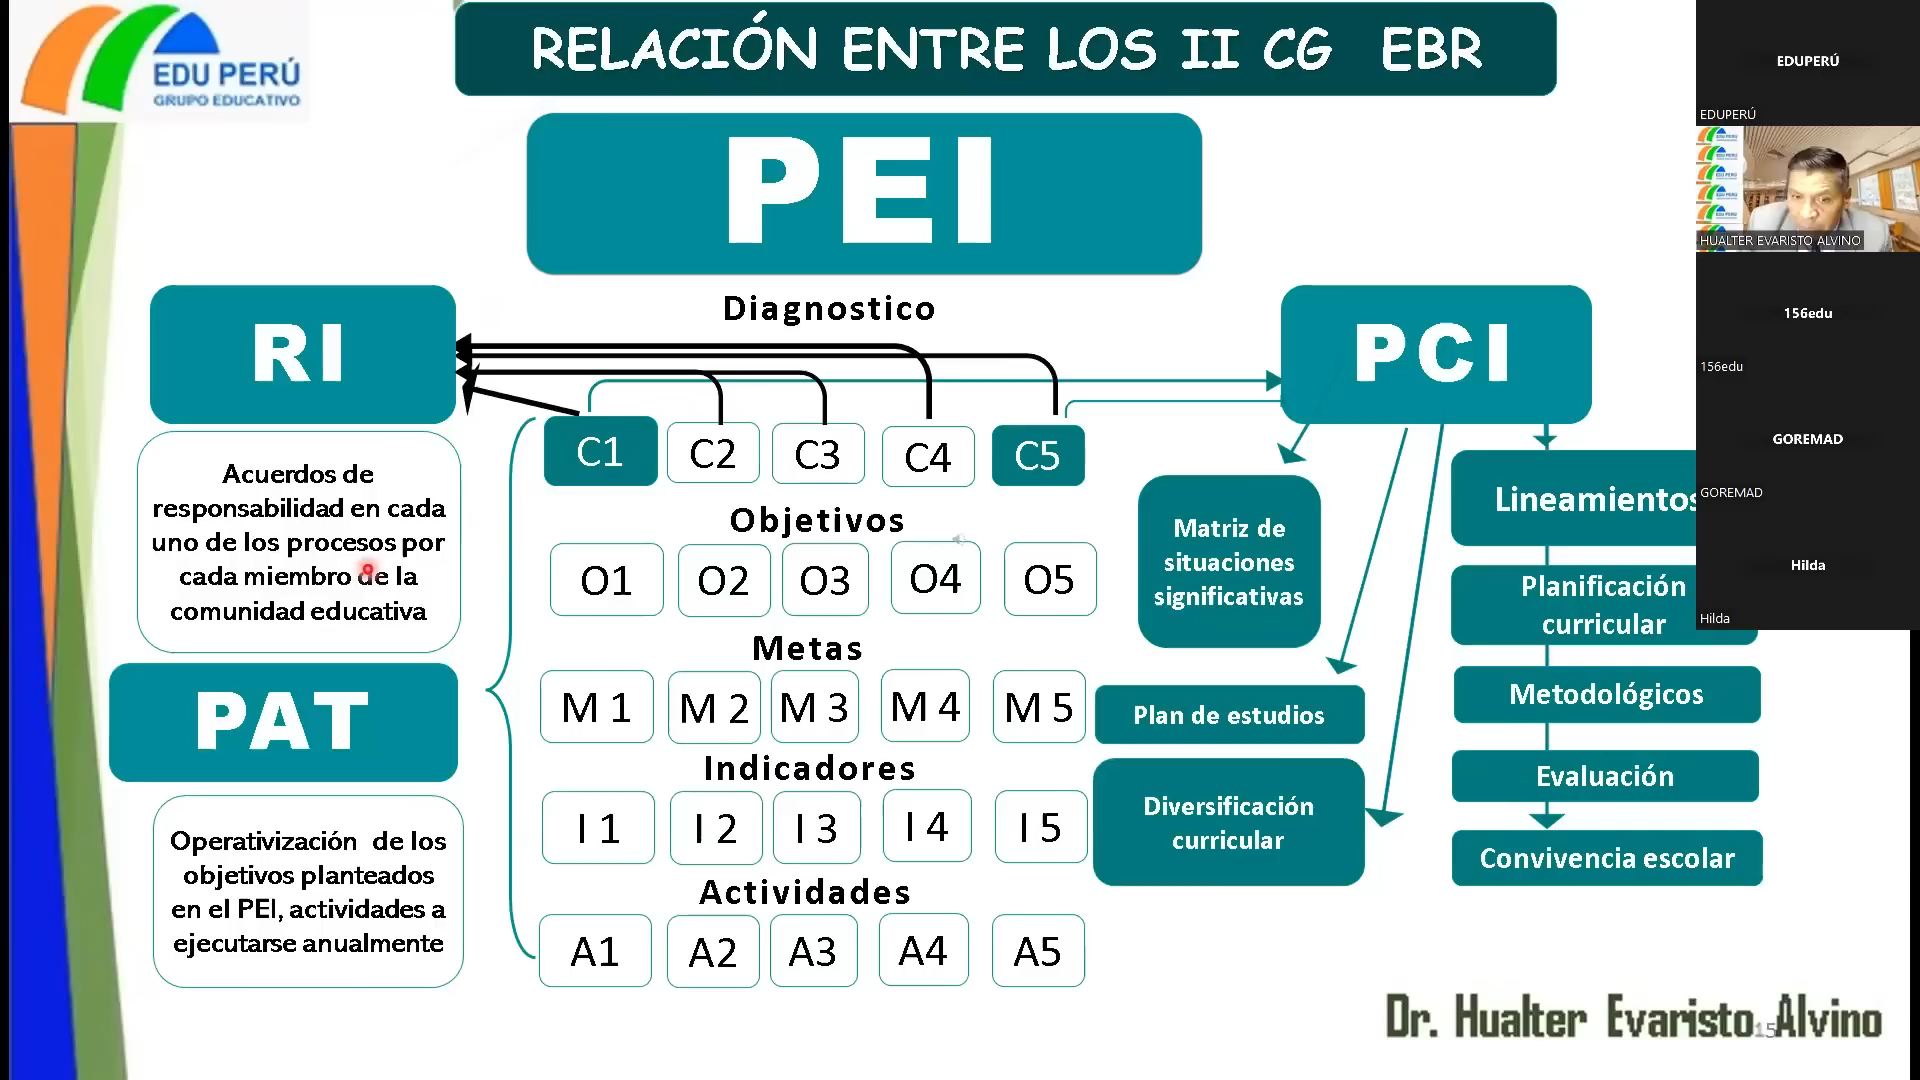 EDU PERÚ
GRUPO EDUCATIVO
RELACIÓN ENTRE LOS II CG EBR
PEI
Diagnostico
RI
PCI
C1 C2 C3 C4 C5
Acuerdos de
responsabilidad en cada
uno de los procesos por
cada miembro de la
comunidad educativa
Objetivos
O1 O2 O3 O4 O5
Metas
M 1 M 2 M 3 M 4 M 5
Indicadores
I 1 I 2 I 3 I 4 I 5
Actividades
A1 A2 A3 A4 A5
PAT
Operativización de los
objetivos planteados
en el PEI, actividades a
ejecutarse anualmente
Matriz de
situaciones
significativas
Plan de estudios
Diversificación
curricular
Lineamientos
Planificación
curricular
Metodológicos
Evaluación
Convivencia escolar
Dr. Hualter Evaristo Alvino
15
EDUPERÚ
EDUPERÚ
HUALTER EVARISTO ALVINO
156edu
156edu
GOREMAD
GOREMAD
Hilda
Hilda